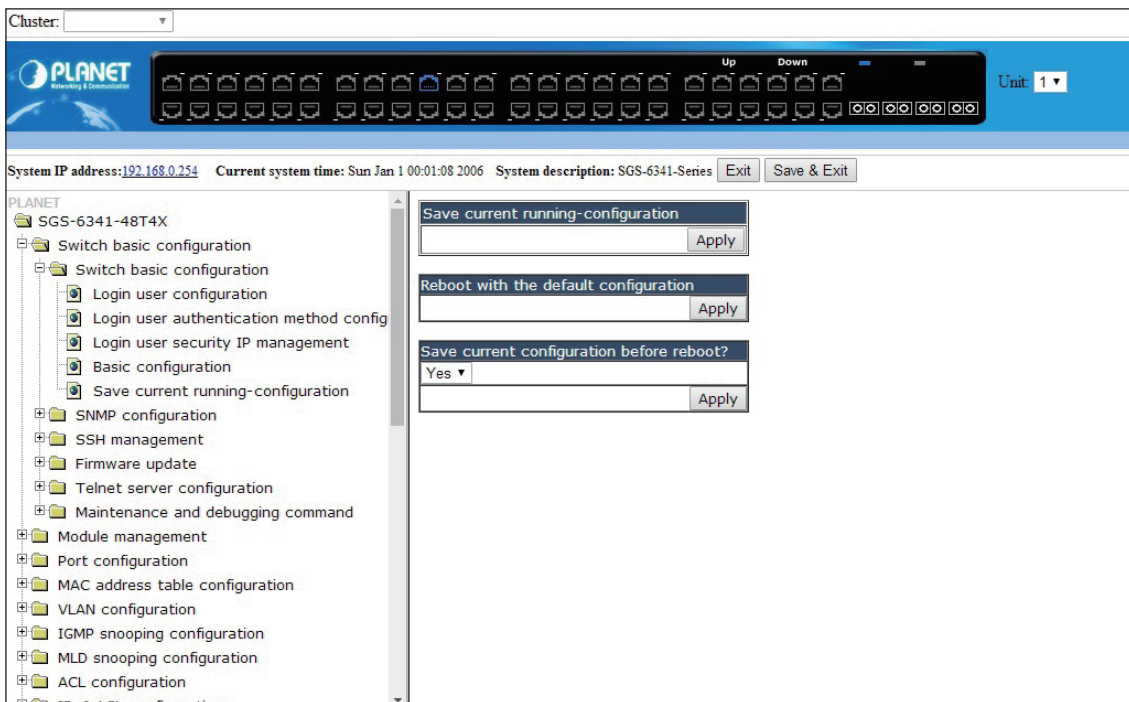 Cluster:
PLANET
Networking & Communication
Up Down
Unit: 1
System IP address:192.168.0.254 Current system time: Sun Jan 1 00:01:08 2006 System description: SGS-6341-Series Exit Save & Exit
PLANET
SGS-6341-48T4X
Switch basic configuration
Switch basic configuration
Login user configuration
Login user authentication method config
Login user security IP management
Basic configuration
Save current running-configuration
SNMP configuration
SSH management
Firmware update
Telnet server configuration
Maintenance and debugging command
Module management
Port configuration
MAC address table configuration
VLAN configuration
IGMP snooping configuration
MLD snooping configuration
ACL configuration
Save current running-configuration
Apply
Reboot with the default configuration
Apply
Save current configuration before reboot?
Yes
Apply